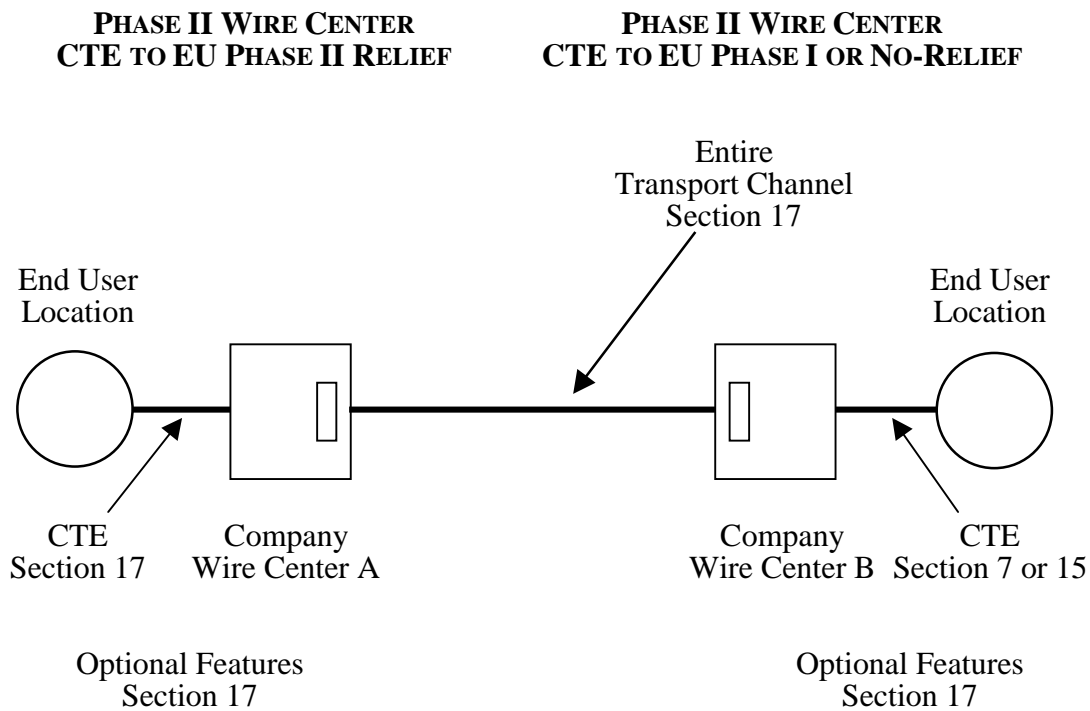 PHASE II WIRE CENTER
CTE TO EU PHASE II RELIEF
PHASE II WIRE CENTER
CTE TO EU PHASE I OR NO-RELIEF
Entire
Transport Channel
Section 17
End User
Location
End User
Location
CTE
Section 17
Company
Wire Center A
Company
Wire Center B
CTE
Section 7 or 15
Optional Features
Section 17
Optional Features
Section 17